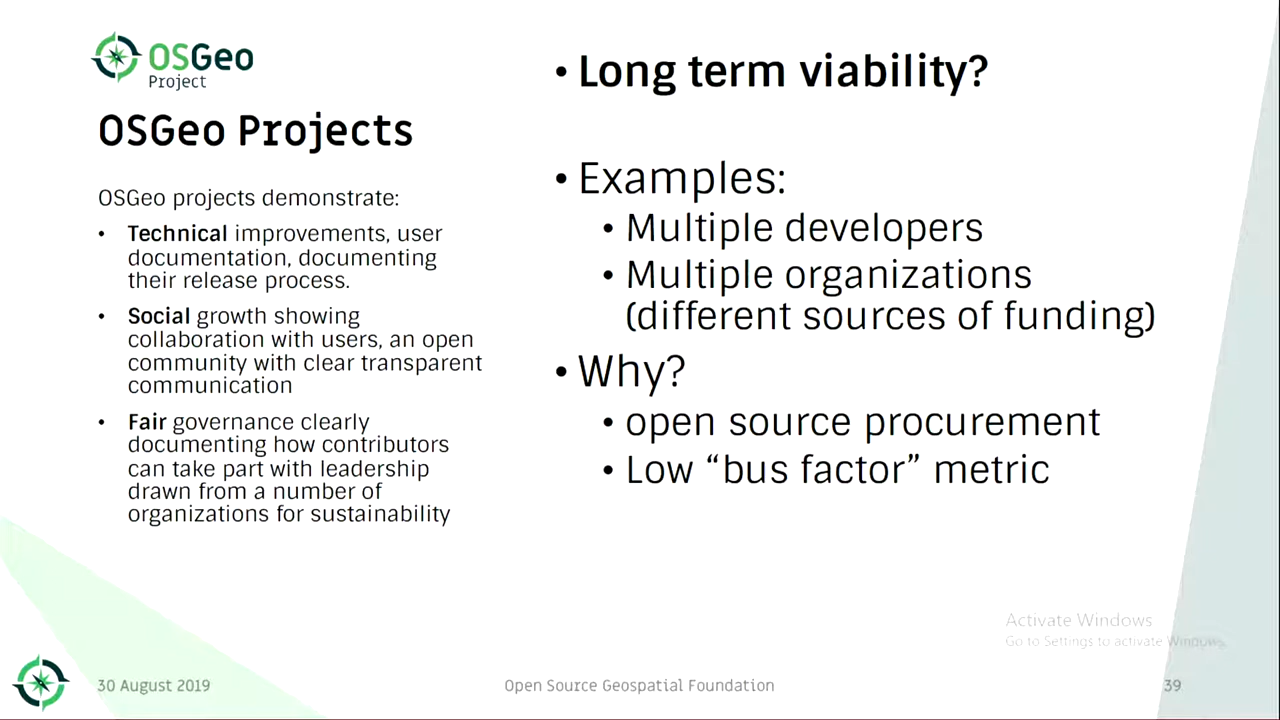 OSGeo
Project
OSGeo Projects
OSGeo projects demonstrate:
• Technical improvements, user
documentation, documenting
their release process.
• Social growth showing
collaboration with users, an open
community with clear transparent
communication
• Fair governance clearly
documenting how contributors
can take part with leadership
drawn from a number of
organizations for sustainability
• Long term viability?
• Examples:
• Multiple developers
• Multiple organizations
(different sources of funding)
• Why?
• open source procurement
• Low “bus factor” metric
Activate Windows
Go to Settings to activate Windows.
30 August 2019
Open Source Geospatial Foundation
39